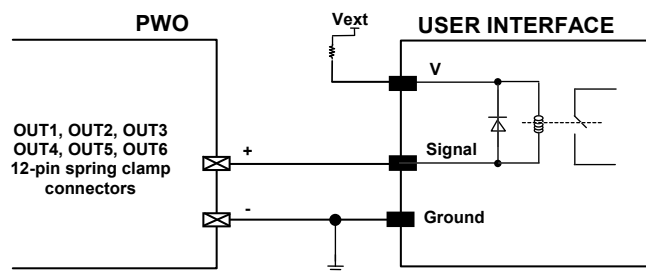 PWO
Vext
USER INTERFACE
V
OUT1, OUT2, OUT3
OUT4, OUT5, OUT6
12-pin spring clamp
connectors
+
Signal
-
Ground